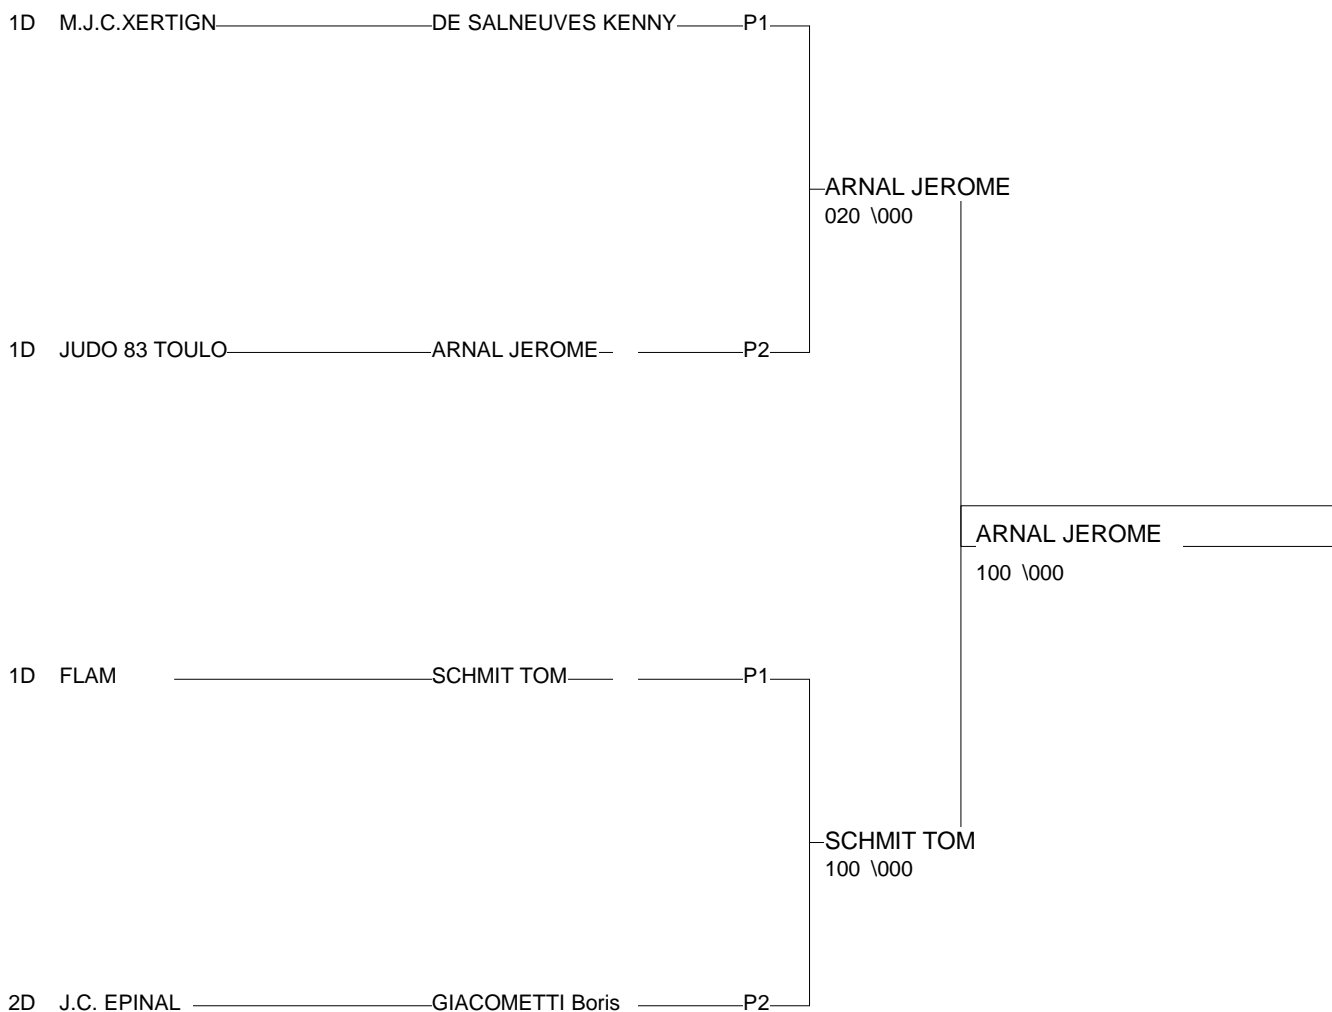 1D M.J.C.XERTIGN DE SALNEUVES KENNY P1
ARNAL JEROME
020 \000
1D JUDO 83 TOULO ARNAL JEROME P2
ARNAL JEROME
100 \000
1D FLAM SCHMIT TOM P1
SCHMIT TOM
100 \000
2D J.C. EPINAL GIACOMETTI Boris P2